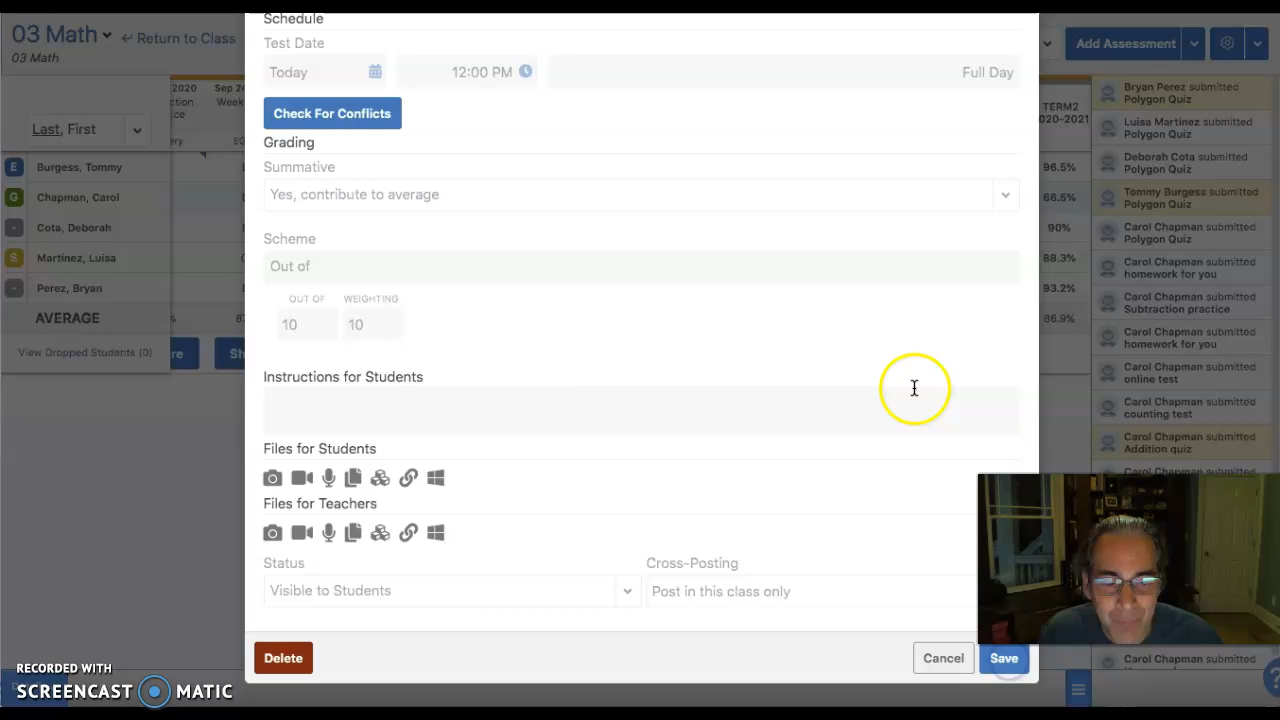 Schedule
03 Math
Return to Class
03 Math
Test Date
Today
12:00 PM
Full Day
Add Assessment
2020
Sep 24
Last, First
Check For Conflicts
Grading
Summative
Yes, contribute to average
Scheme
Out of
OUT OF
WEIGHTING
10
10
Instructions for Students
Files for Students
Files for Teachers
Status
Visible to Students
Cross-Posting
Post in this class only
Delete
Cancel
Save
E
Burgess, Tommy
G
Chapman, Carol
-
Cota, Deborah
S
Martinez, Luisa
-
Perez, Bryan
AVERAGE
View Dropped Students (0)
TERM2
2020-2021
96.5%
66.5%
90%
88.3%
93.2%
86.9%
Bryan Perez submitted
Polygon Quiz
Luisa Martinez submitted
Polygon Quiz
Deborah Cota submitted
Polygon Quiz
Tommy Burgess submitted
Polygon Quiz
Carol Chapman submitted
Polygon Quiz
Carol Chapman submitted
homework for you
Carol Chapman submitted
Subtraction practice
Carol Chapman submitted
homework for you
Carol Chapman submitted
online test
Carol Chapman submitted
counting test
Carol Chapman submitted
Addition quiz
Carol Chapman submitted
RECORDED WITH
SCREENCAST MATIC